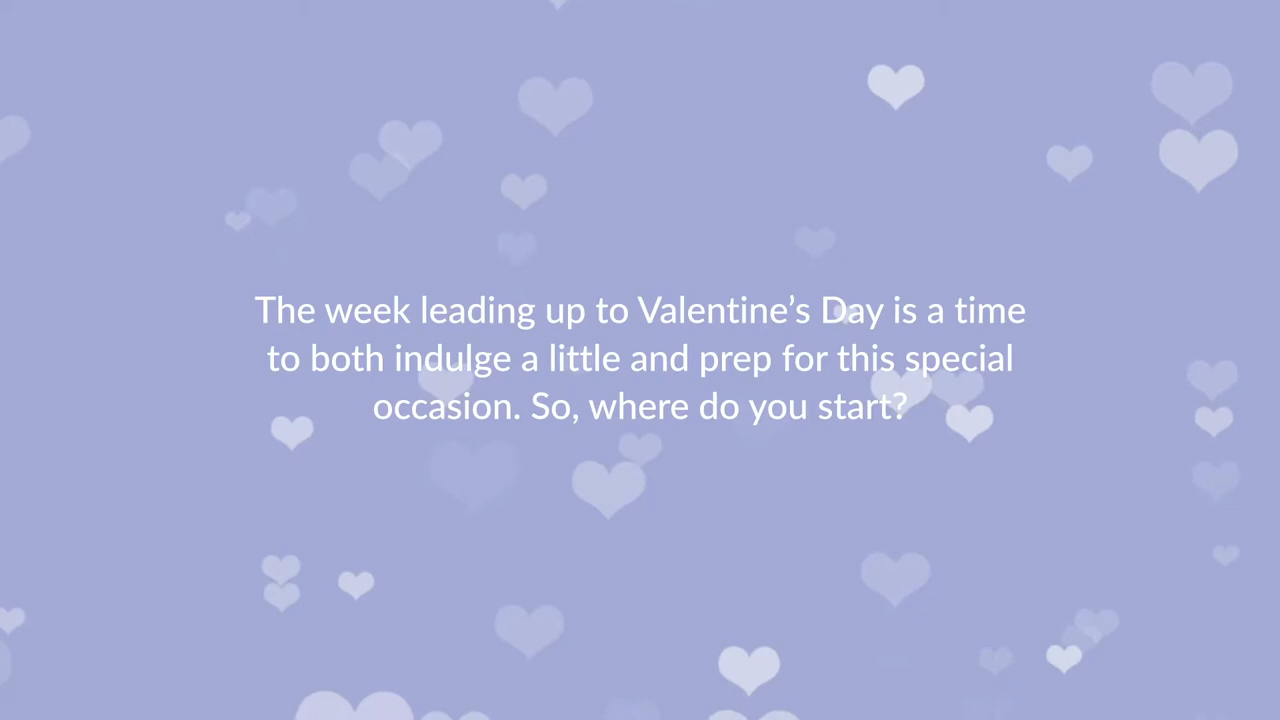 The week leading up to Valentine’s Day is a time
to both indulge a little and prep for this special
occasion. So, where do you start?